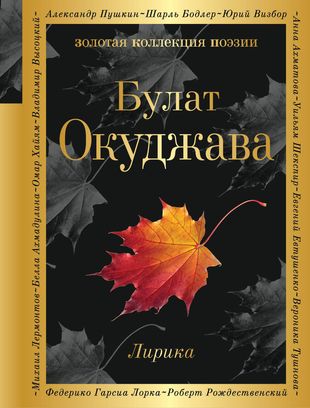 Александр Пушкин~Шарль Бодлер~Юрий Визбор
золотая коллекция поэзии
Булат
Окуджава
Лирика
~Анна Ахматова~Уильям Шекспир~Евгений Евтушенко~Вероника Тушнова~
Федерико Гарсиа Лорка~Роберт Рождественский
~Михаил Лермонтов~Белла Ахмадулина~Омар Хайям~Владимир Высоцкий~